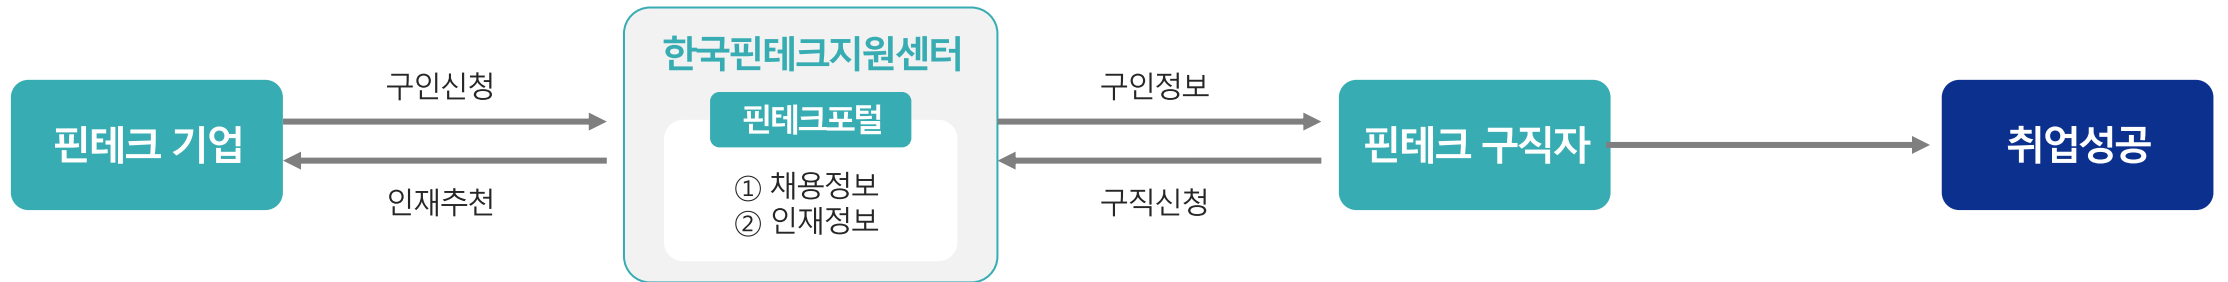 핀테크 기업
구인신청
인재추천
한국핀테크지원센터
핀테크포털
① 채용정보
② 인재정보
구인정보
구직신청
핀테크 구직자
취업성공